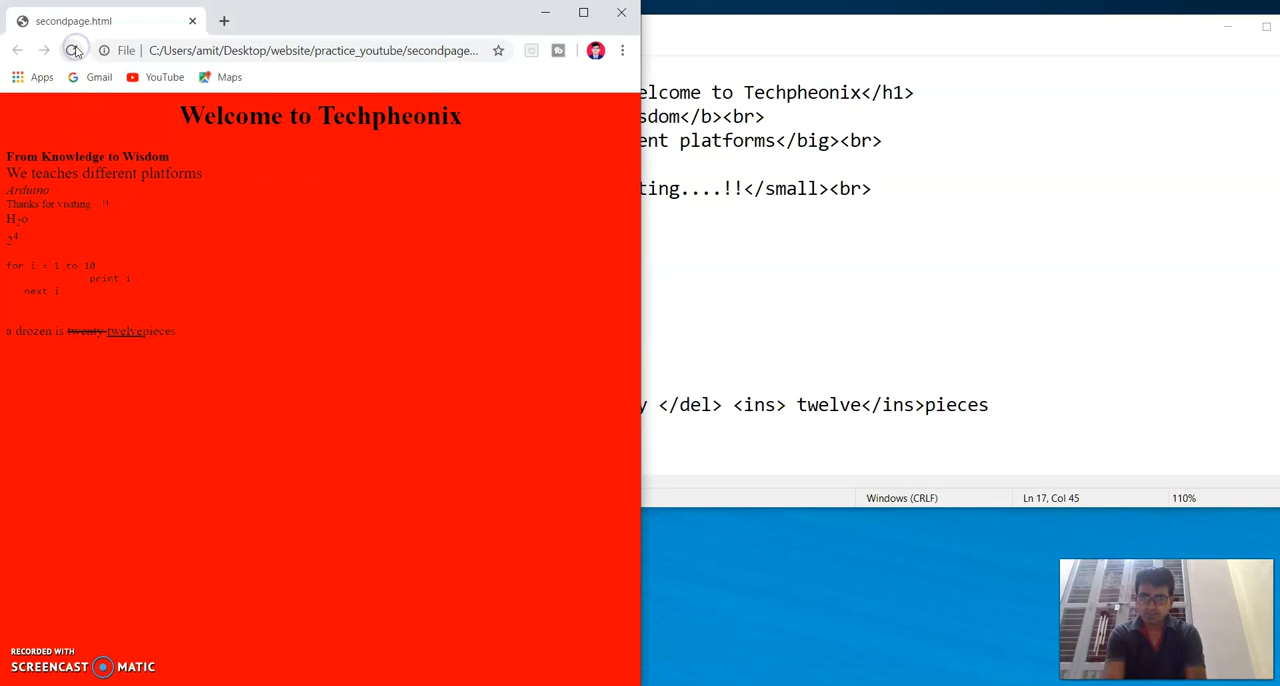 secondpage.html
File
C:/Users/amit/Desktop/website/practice_youtube/secondpage...
Apps
Gmail
YouTube
Maps
Welcome to Techpheonix
From Knowledge to Wisdom
We teaches different platforms
Arduino
Thanks for visiting    !!
H2o
24
for i = 1 to 10
print i
next i
a drozen is twenty twelvepieces
elcome to Techpheonix</h1>
sdom</b><br>
ent platforms</big><br>
ting....!!</small><br>
y </del> <ins> twelve</ins>pieces
Windows (CRLF)
Ln 17, Col 45
110%
RECORDED WITH
SCREENCAST MATIC